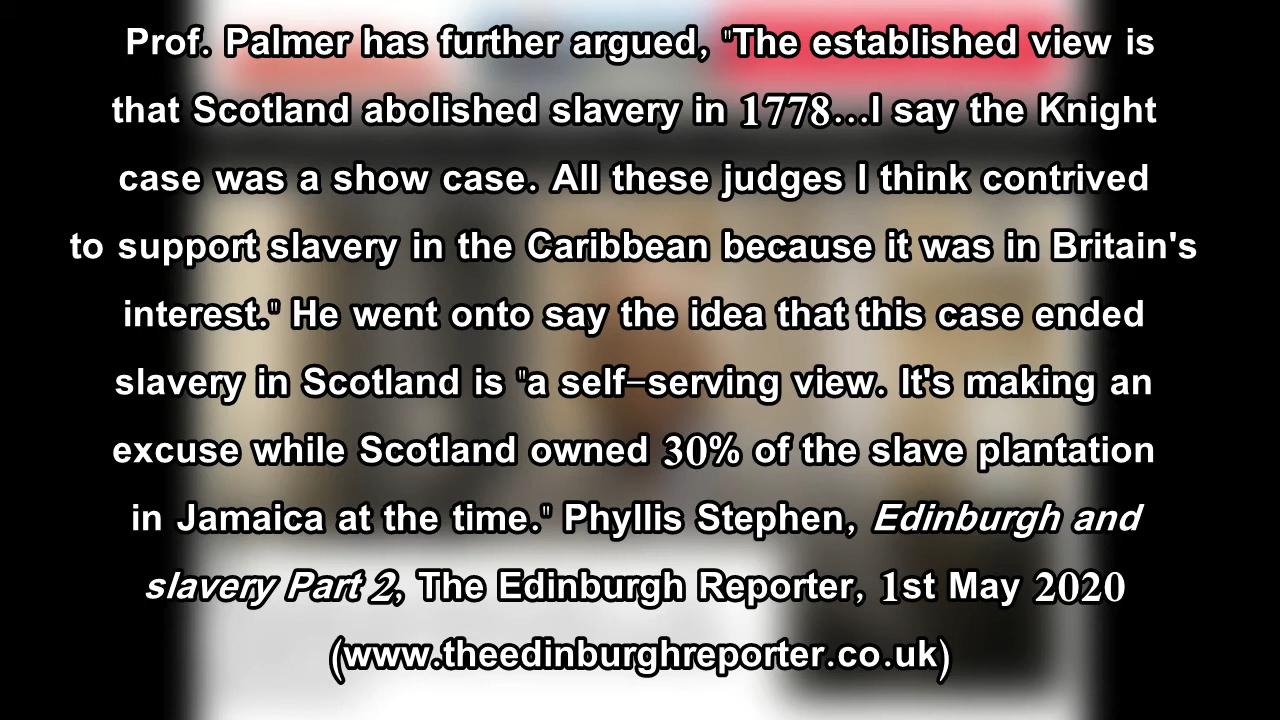 Prof. Palmer has further argued, "The established view is
that Scotland abolished slavery in 1778...I say the Knight
case was a show case. All these judges I think contrived
to support slavery in the Caribbean because it was in Britain's
interest." He went onto say the idea that this case ended
slavery in Scotland is "a self-serving view. It's making an
excuse while Scotland owned 30% of the slave plantation
in Jamaica at the time." Phyllis Stephen, Edinburgh and
slavery Part 2, The Edinburgh Reporter, 1st May 2020
(www.theedinburghreporter.co.uk)